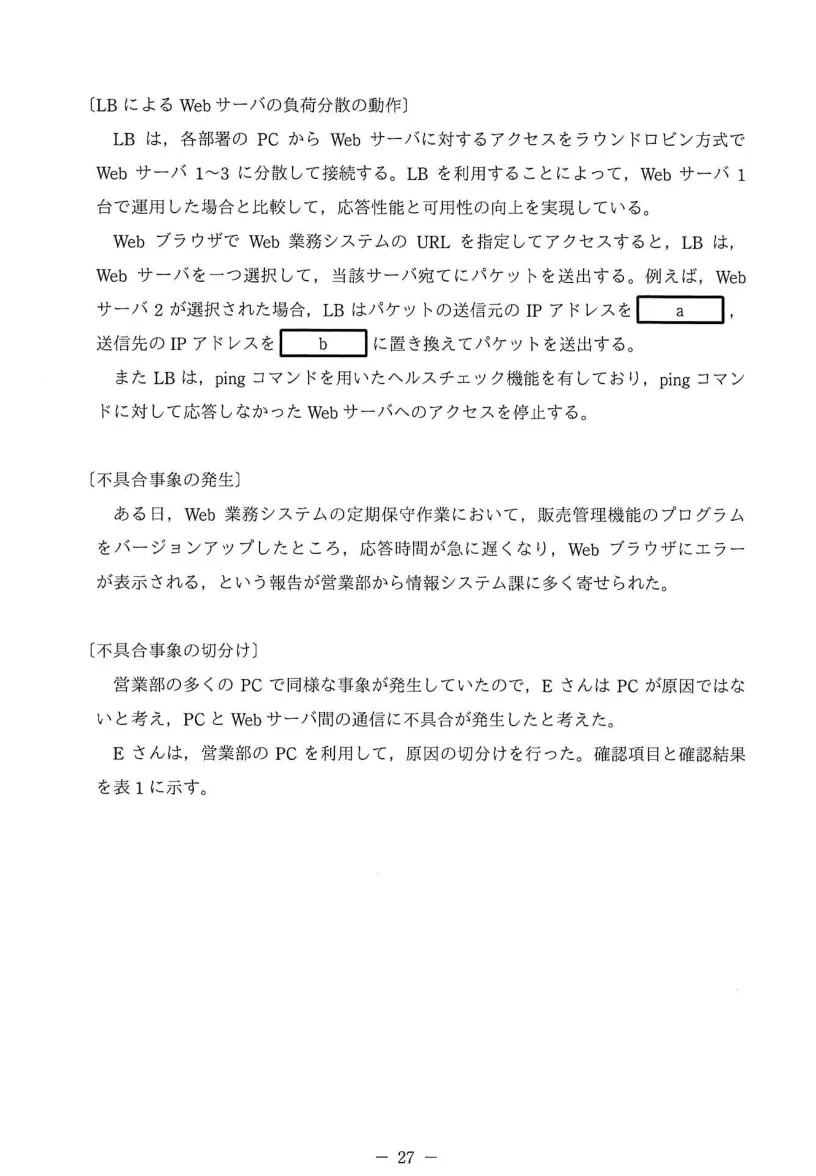 〔LB による Web サーバの負荷分散の動作〕
LB は，各部署の PC から Web サーバに対するアクセスをラウンドロビン方式で
Web サーバ 1～3 に分散して接続する。LB を利用することによって，Web サーバ 1
台で運用した場合と比較して，応答性能と可用性の向上を実現している。
Web ブラウザで Web 業務システムの URL を指定してアクセスすると，LB は，
Web サーバを一つ選択して，当該サーバ宛てにパケットを送出する。例えば，Web
サーバ 2 が選択された場合，LB はパケットの送信元の IP アドレスを a ，
送信先の IP アドレスを b に置き換えてパケットを送出する。
また LB は，ping コマンドを用いたヘルスチェック機能を有しており，ping コマン
ドに対して応答しなかった Web サーバへのアクセスを停止する。
〔不具合事象の発生〕
ある日，Web 業務システムの定期保守作業において，販売管理機能のプログラム
をバージョンアップしたところ，応答時間が急に遅くなり，Web ブラウザにエラー
が表示される，という報告が営業部から情報システム課に多く寄せられた。
〔不具合事象の切分け〕
営業部の多くの PC で同様な事象が発生していたので，E さんは PC が原因ではな
いと考え，PC と Web サーバ間の通信に不具合が発生したと考えた。
E さんは，営業部の PC を利用して，原因の切分けを行った。確認項目と確認結果
を表 1 に示す。
－ 27 －